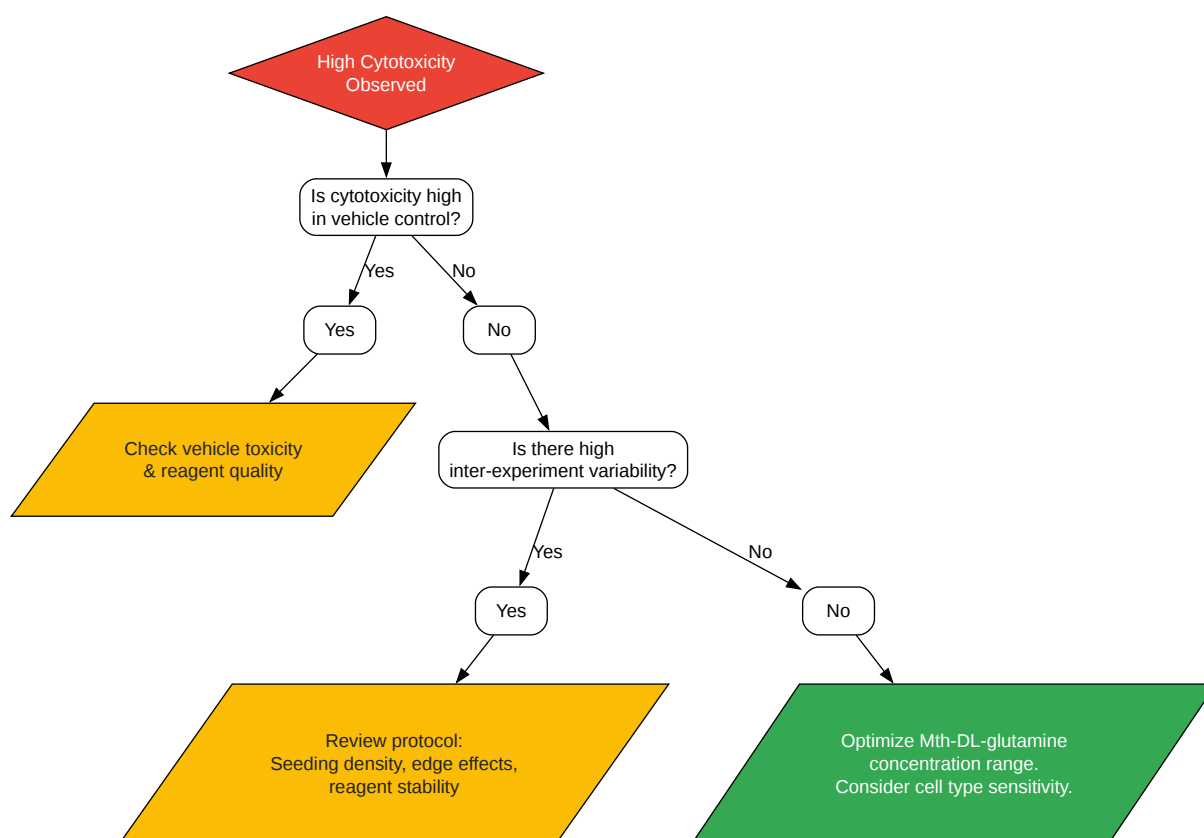 High Cytotoxicity
Observed
Is cytotoxicity high
in vehicle control?
Yes
No
Yes
No
Check vehicle toxicity
& reagent quality
Is there high
inter-experiment variability?
Yes
No
Yes
No
Review protocol:
Seeding density, edge effects,
reagent stability
Optimize Mth-DL-glutamine
concentration range.
Consider cell type sensitivity.